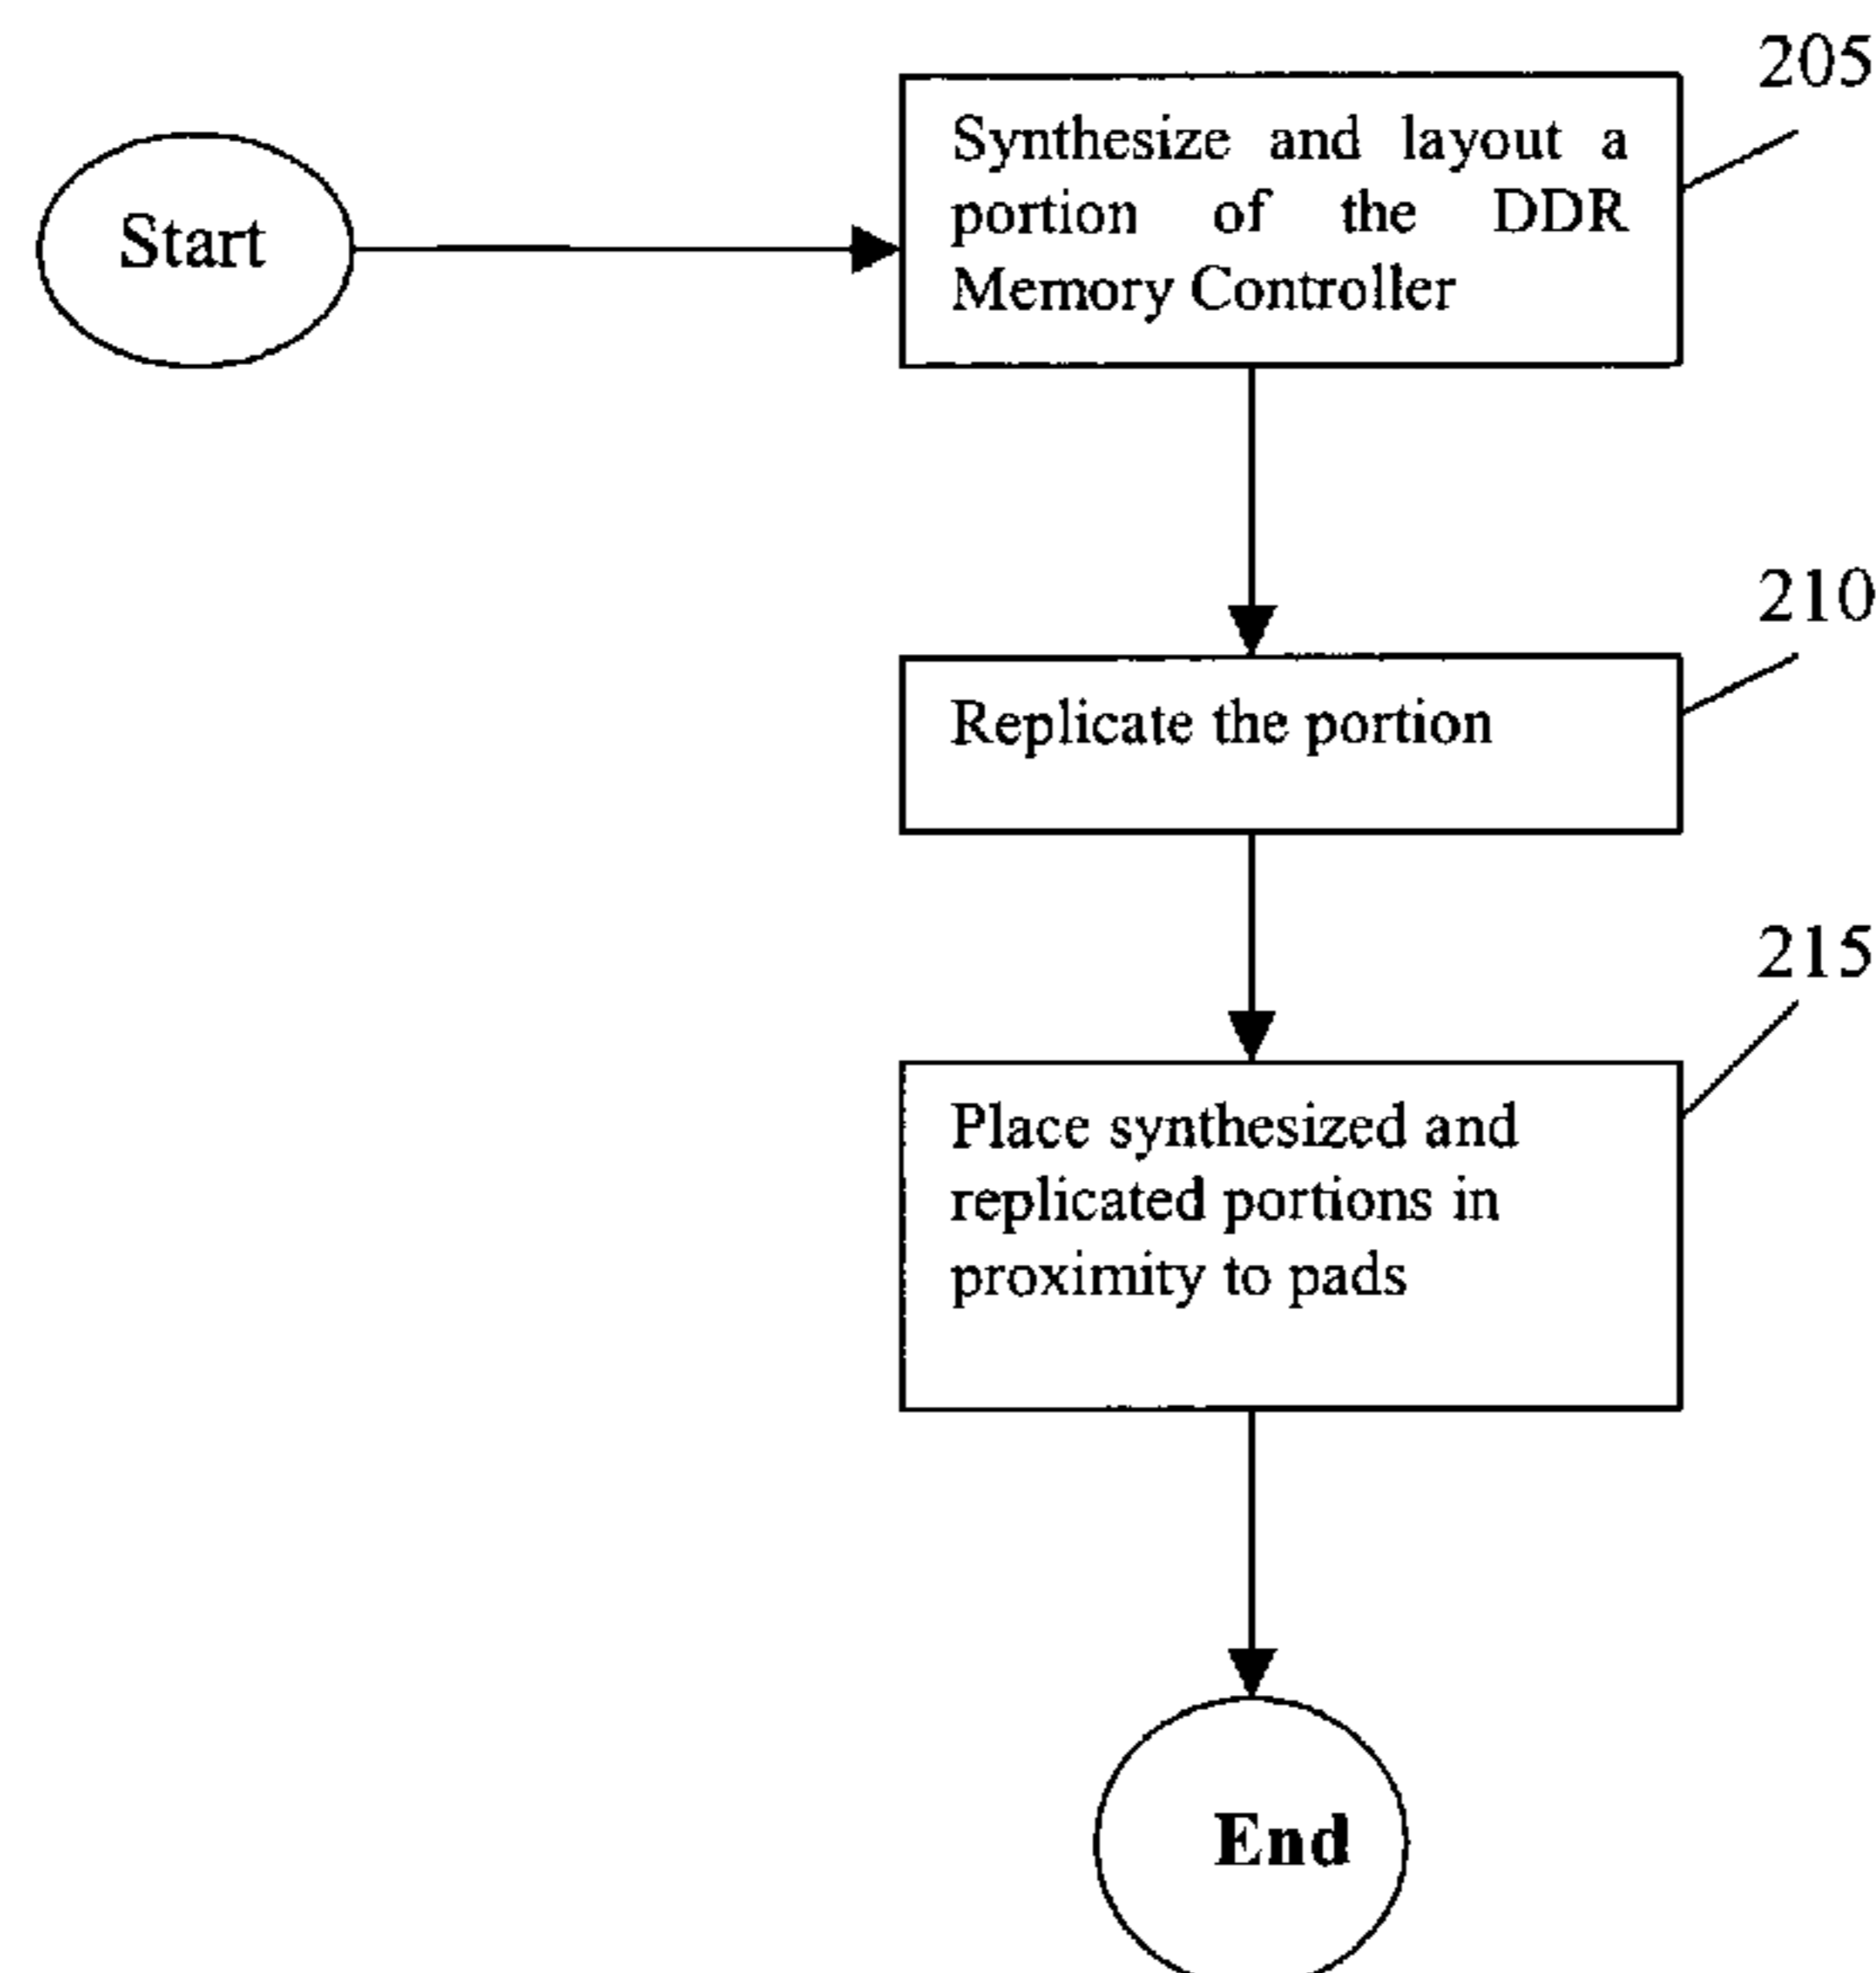 205
Start
Synthesize and layout a
portion of the DDR
Memory Controller
210
Replicate the portion
215
Place synthesized and
replicated portions in
proximity to pads
End